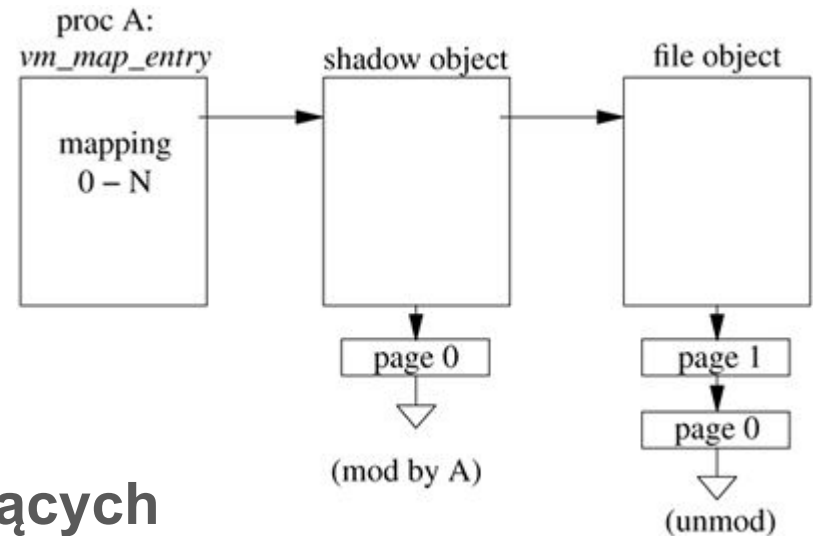 proc A:
vm_map_entry
shadow object
file object
mapping
0 – N
page 0
page 1
page 0
(mod by A)
(unmod)
ących